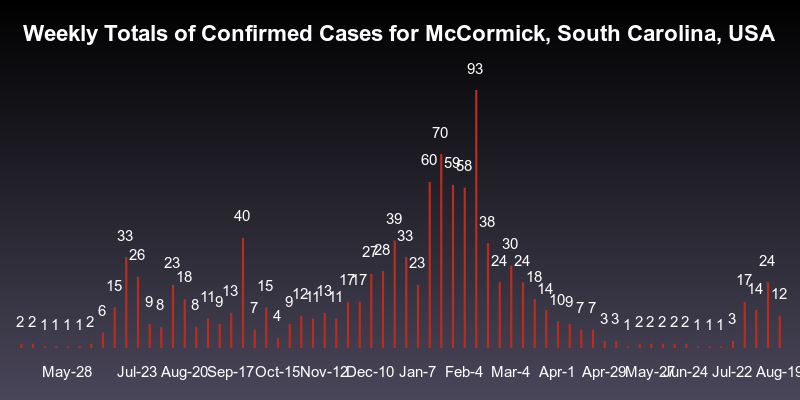 Weekly Totals of Confirmed Cases for McCormick, South Carolina, USA
2 2 1 1 1 1 2 6 15 33 26 9 8 23 18 8 11 9 13 40 7 15 4 9 12 11 13 11 17 17 27 28 39 33 23 60 70 59 58 93 38 24 30 24 18 14 10 9 7 7 3 3 1 2 2 2 2 2 1 1 1 3 17 14 24 12
May-28 Jul-23 Aug-20 Sep-17 Oct-15 Nov-12 Dec-10 Jan-7 Feb-4 Mar-4 Apr-1 Apr-29 May-27 Jun-24 Jul-22 Aug-19